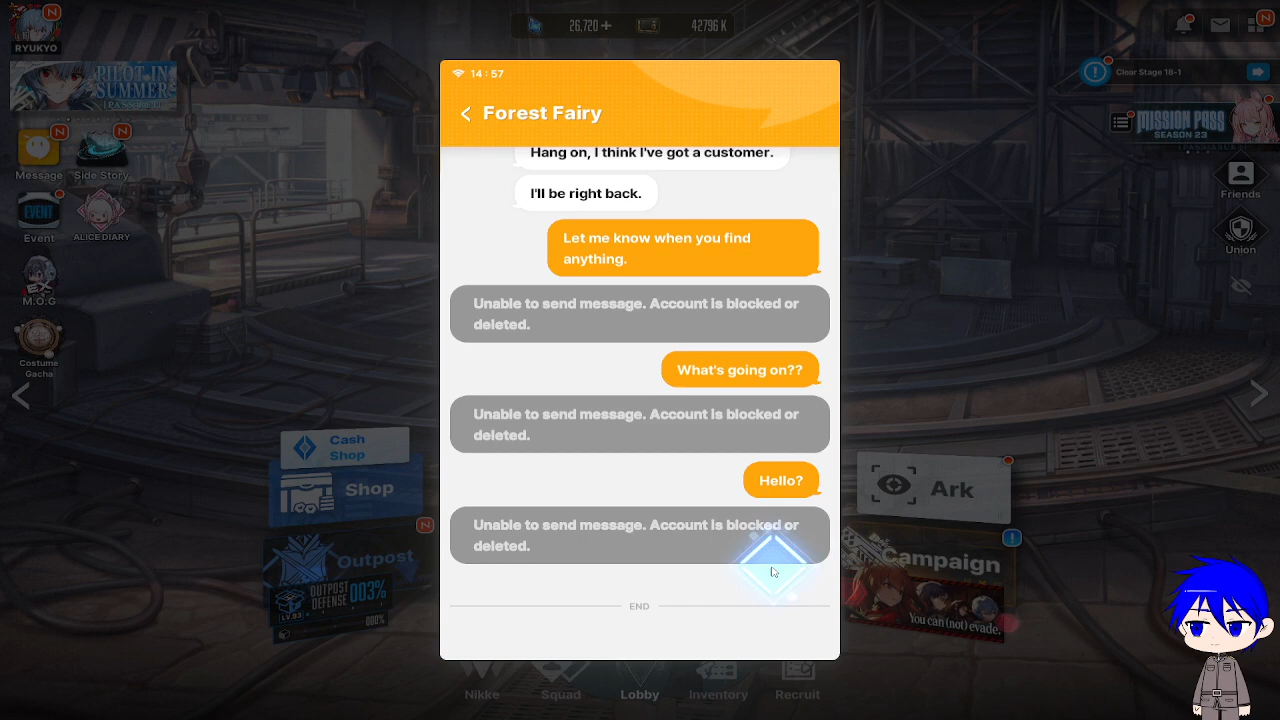 N
RYUKYO
26,720
42796 K
N
14 : 57
Forest Fairy
PILOT IN
SUMMER
Clear Stage 18-1
MISSION PASS
SEASON 23
N
N
Message
Side Story
Hang on, I think I've got a customer.
I'll be right back.
Let me know when you find
anything.
Friends
EVENT
Event
ALICE DIARY
Union
M.O.G
Unable to send message. Account is blocked or
deleted.
Costume
Gacha
What's going on??
Unable to send message. Account is blocked or
deleted.
Cash
Shop
Shop
Hello?
Ark
N
Unable to send message. Account is blocked or
deleted.
Outpost
OUTPOST
DEFENSE
003%
LV.03
000%
Campaign
You can (not) evade.
END
Nikke
Squad
Lobby
Inventory
Recruit